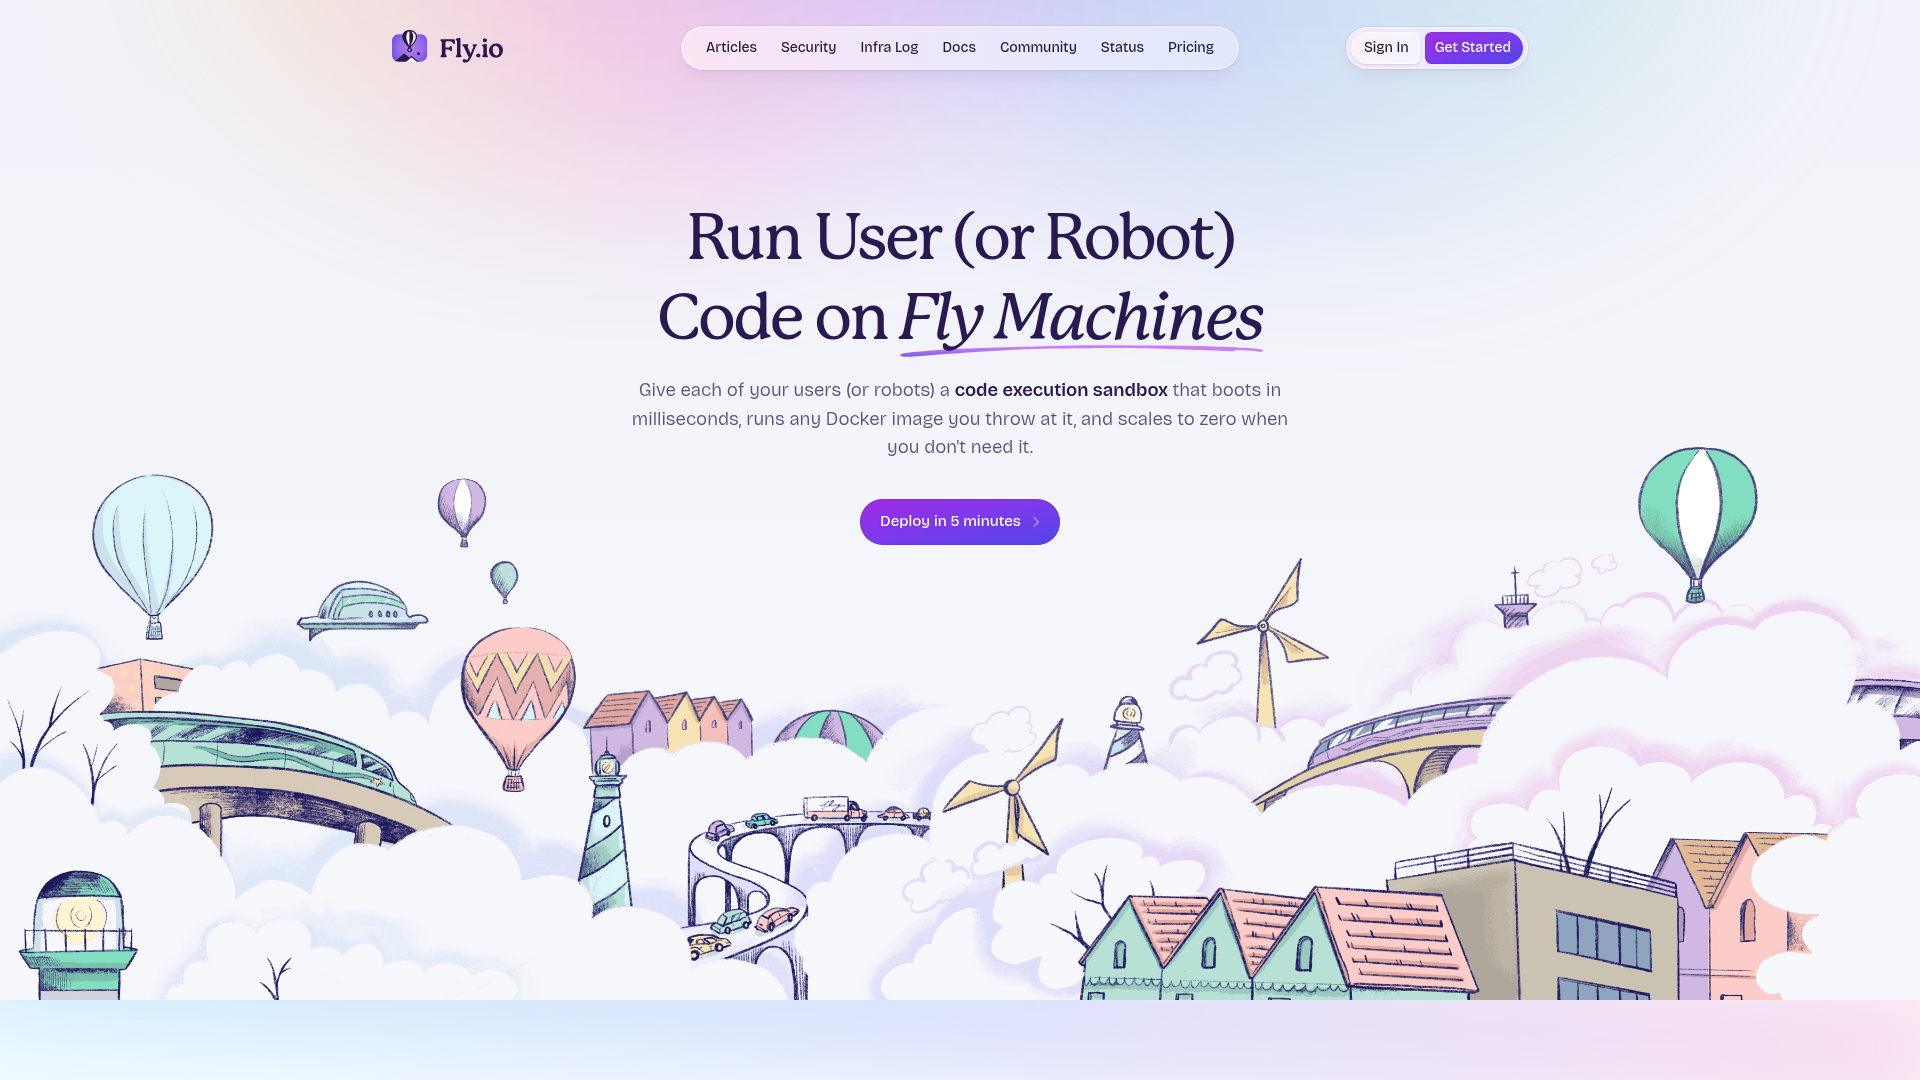 Fly.io
Articles Security Infra Log Docs Community Status Pricing
Sign In Get Started
Run User (or Robot)
Code on Fly Machines
Give each of your users (or robots) a code execution sandbox that boots in
milliseconds, runs any Docker image you throw at it, and scales to zero when
you don't need it.
Deploy in 5 minutes
fly